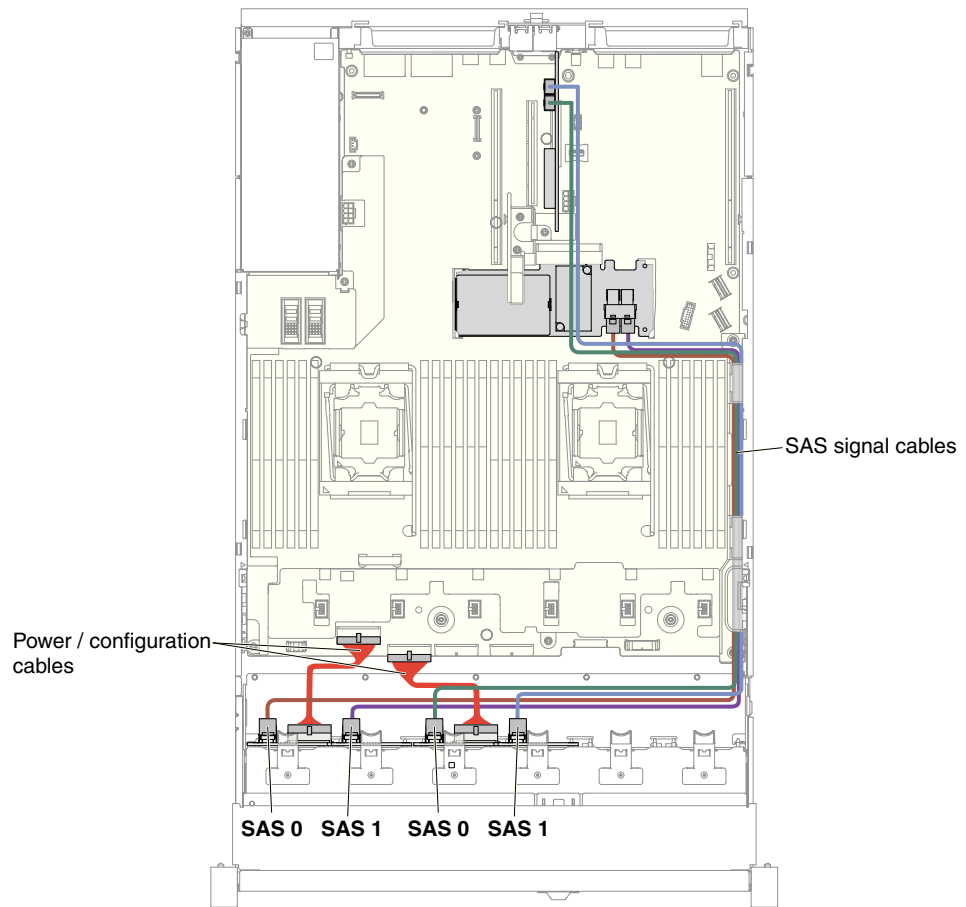 SAS signal cables
Power / configuration
cables
SAS 0 SAS 1 SAS 0 SAS 1